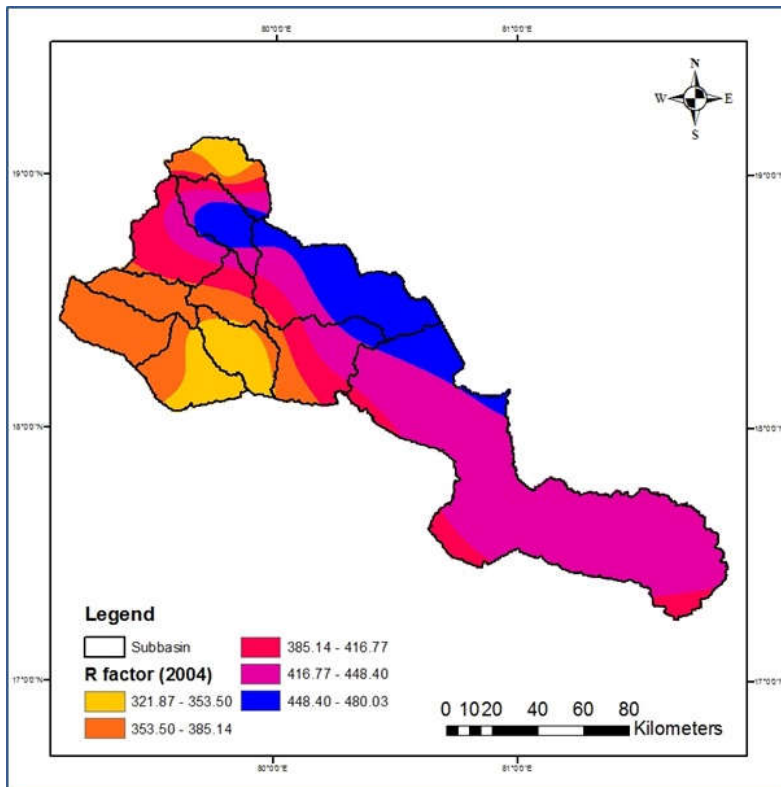 80°0'0"E 81°0'0"E
N
W E
S
19°0'0"N 19°0'0"N
18°0'0"N 18°0'0"N
Legend
Subbasin
R factor (2004)
321.87 - 353.50
353.50 - 385.14
385.14 - 416.77
416.77 - 448.40
448.40 - 480.03
17°0'0"N 17°0'0"N
0 10 20 40 60 80
Kilometers
80°0'0"E 81°0'0"E